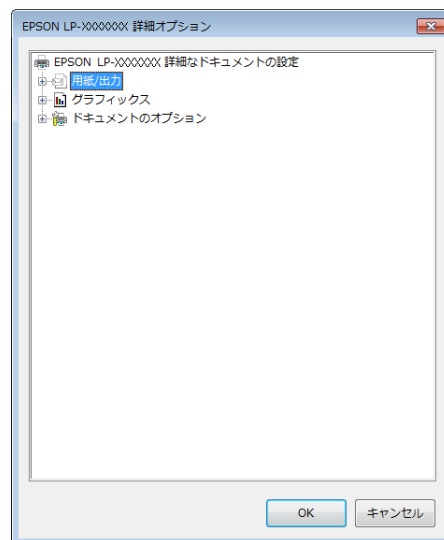 EPSON LP-XXXXXXX 詳細オプション
EPSON LP-XXXXXXX 詳細なドキュメントの設定
用紙/出力
グラフィックス
ドキュメントのオプション
OK
キャンセル